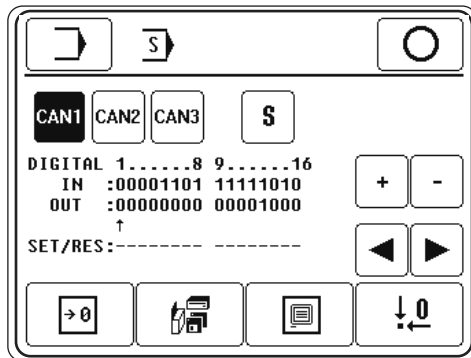 S
CAN1 CAN2 CAN3 S
DIGITAL 1......8 9......16
IN :00001101 11111010
OUT :00000000 00001000
↑
SET/RES:-------- --------
+ -
→0 ↓0